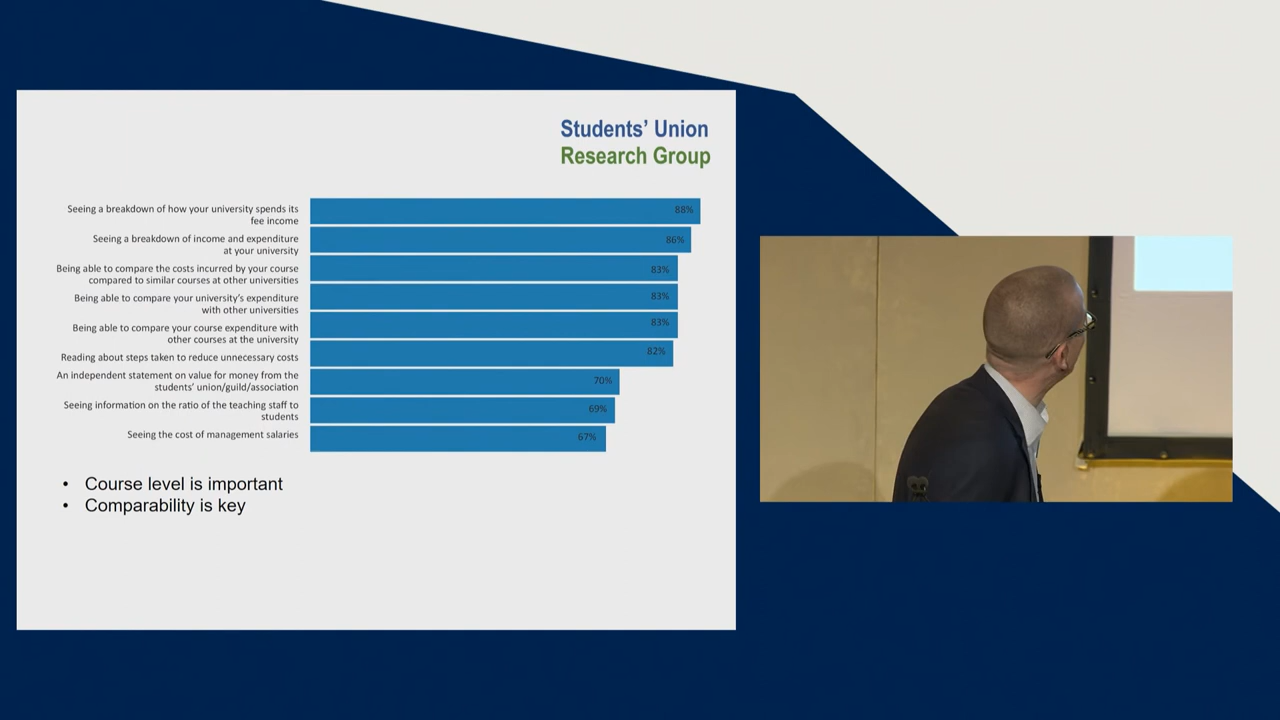 Students' Union
Research Group
Seeing a breakdown of how your university spends its
fee income
88%
Seeing a breakdown of income and expenditure
at your university
86%
Being able to compare the costs incurred by your course
compared to similar courses at other universities
83%
Being able to compare your university's expenditure
with other universities
83%
Being able to compare your course expenditure with
other courses at the university
83%
Reading about steps taken to reduce unnecessary costs
82%
An independent statement on value for money from the
students' union/guild/association
70%
Seeing information on the ratio of the teaching staff to
students
69%
Seeing the cost of management salaries
67%
• Course level is important
• Comparability is key